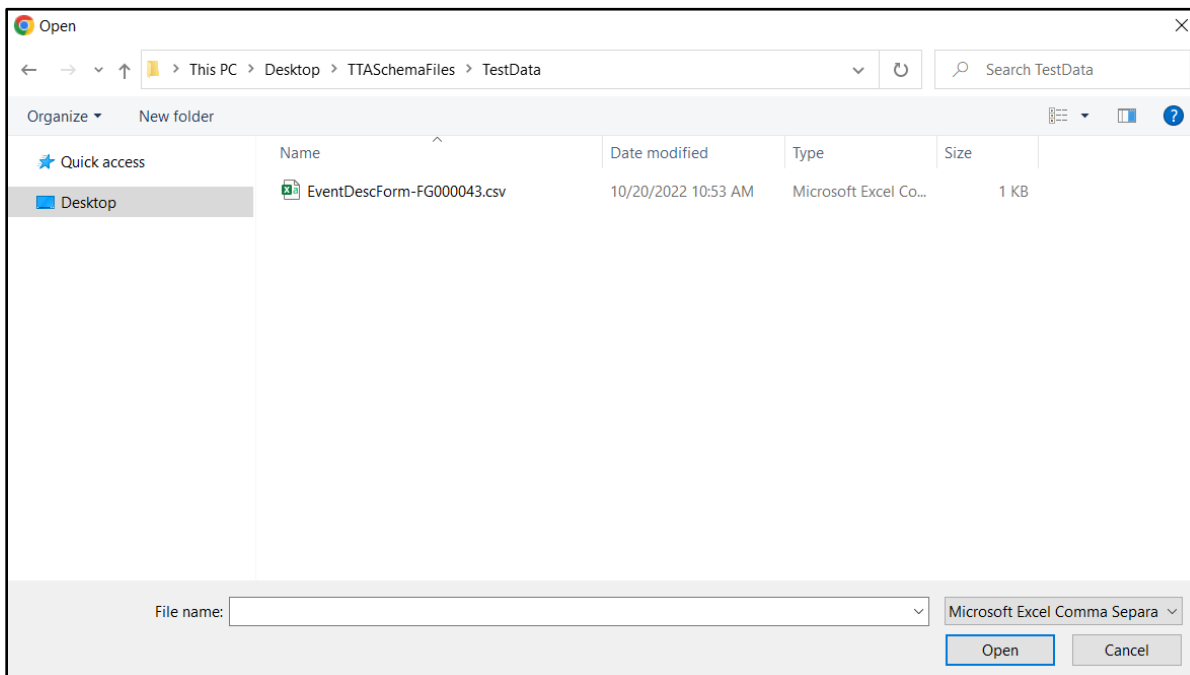 Open
This PC > Desktop > TTASchemaFiles > TestData
Search TestData
Organize
New folder
?
Quick access
Desktop
Name
Date modified
Type
Size
EventDescForm-FG000043.csv
10/20/2022 10:53 AM
Microsoft Excel Co...
1 KB
File name:
Microsoft Excel Comma Separa
Open
Cancel